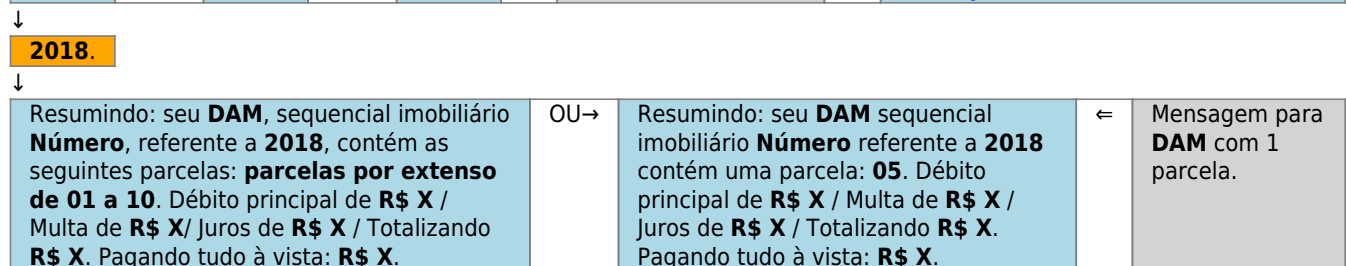 ↓
2018.
↓
Resumindo: seu DAM, sequencial imobiliário
Número, referente a 2018, contém as
seguintes parcelas: parcelas por extenso
de 01 a 10. Débito principal de R$ X /
Multa de R$ X/ Juros de R$ X / Totalizando
R$ X. Pagando tudo à vista: R$ X.
OU→
Resumindo: seu DAM sequencial
imobiliário Número referente a 2018
contém uma parcela: 05. Débito
principal de R$ X / Multa de R$ X /
Juros de R$ X / Totalizando R$ X.
Pagando tudo à vista: R$ X.
⇐
Mensagem para
DAM com 1
parcela.